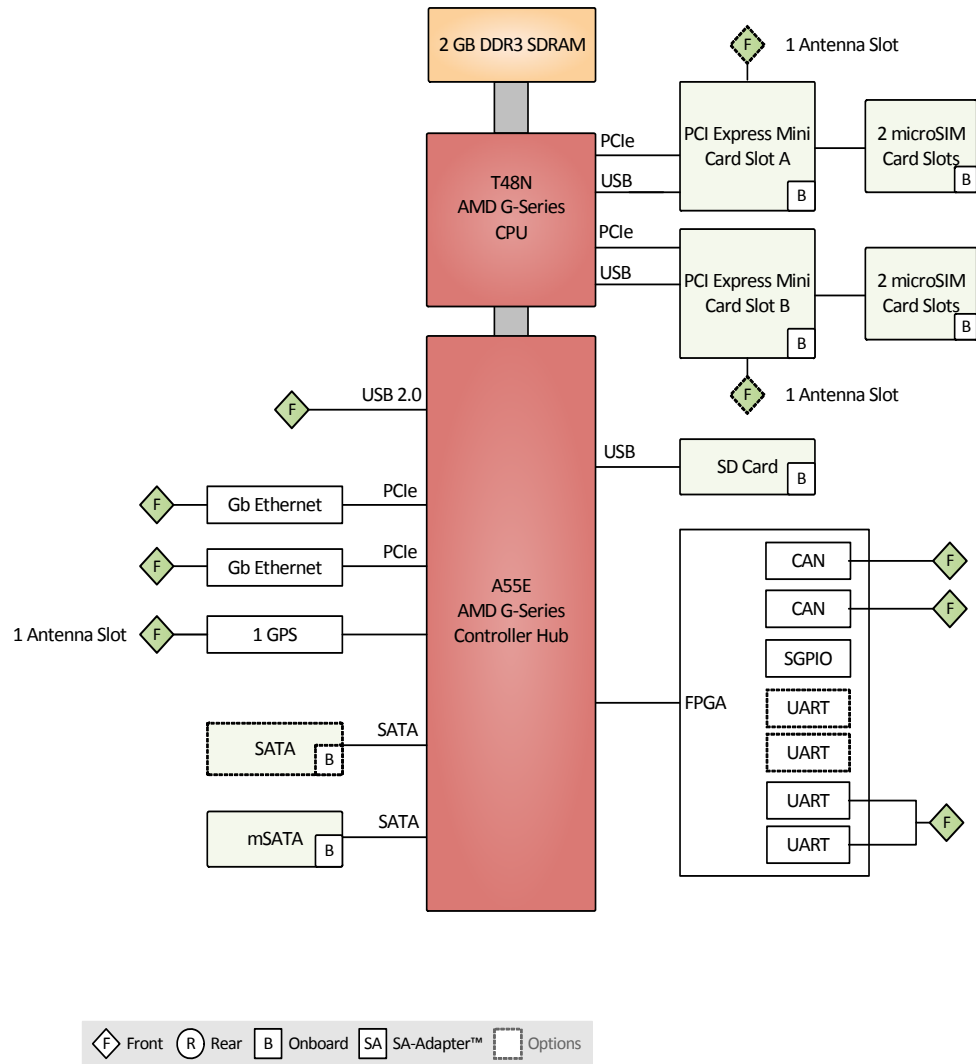 2 GB DDR3 SDRAM
F
1 Antenna Slot
T48N
AMD G-Series
CPU
PCIe
USB
PCIe
USB
PCI Express Mini
Card Slot A
B
2 microSIM
Card Slots
B
PCI Express Mini
Card Slot B
B
2 microSIM
Card Slots
B
F
1 Antenna Slot
F
USB 2.0
USB
SD Card
B
F
Gb Ethernet
PCIe
F
Gb Ethernet
PCIe
1 Antenna Slot
F
1 GPS
A55E
AMD G-Series
Controller Hub
SATA
B
SATA
mSATA
B
SATA
FPGA
CAN
F
CAN
F
SGPIO
UART
UART
UART
UART
F
F Front R Rear B Onboard SA SA-Adapter™ Options